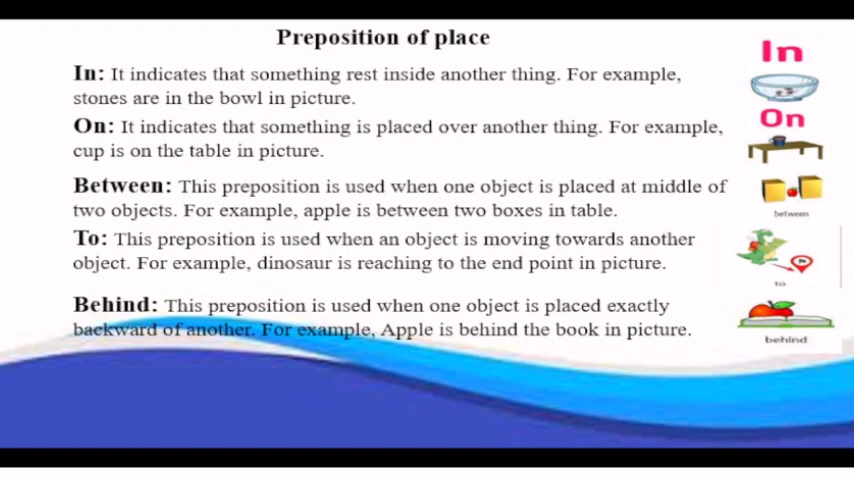 Preposition of place
In: It indicates that something rest inside another thing. For example,
stones are in the bowl in picture.
On: It indicates that something is placed over another thing. For example,
cup is on the table in picture.
Between: This preposition is used when one object is placed at middle of
two objects. For example, apple is between two boxes in table.
To: This preposition is used when an object is moving towards another
object. For example, dinosaur is reaching to the end point in picture.
Behind: This preposition is used when one object is placed exactly
backward of another. For example, Apple is behind the book in picture.
In
On
between
to
behind